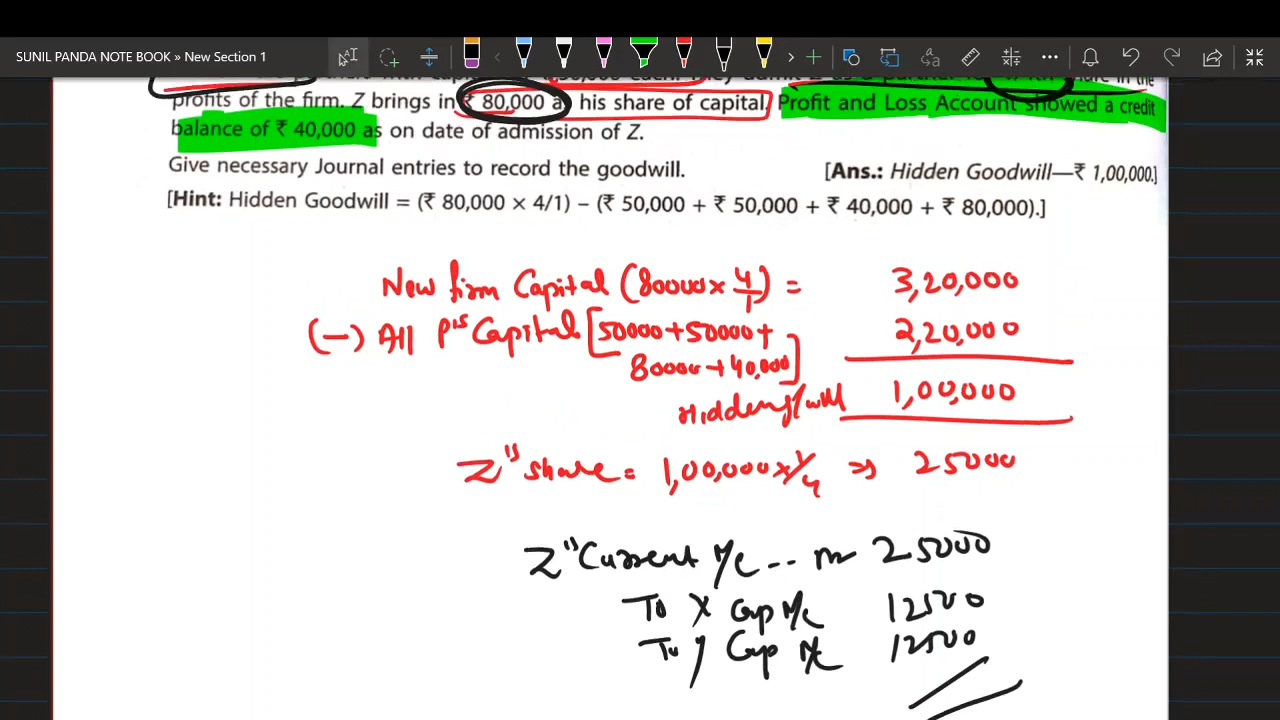 SUNIL PANDA NOTE BOOK » New Section 1
profits of the firm. Z brings in ₹ 80,000 as his share of capital. Profit and Loss Account showed a credit
balance of ₹ 40,000 as on date of admission of Z.
Give necessary Journal entries to record the goodwill. [Ans.: Hidden Goodwill—₹ 1,00,000.]
[Hint: Hidden Goodwill = (₹ 80,000 × 4/1) – (₹ 50,000 + ₹ 50,000 + ₹ 40,000 + ₹ 80,000).]
New firm Capital (80000 × 4/1) = 3,20,000
(-) All P's Capital [50000+50000+ 2,20,000
80000+40,000]
Hidden g/will 1,00,000
Z's share = 1,00,000 × 1/4 ⇒ 25000
Z's Current A/c -- Dr 25000
To X Cap A/c 12500
To Y Cap A/c 12500